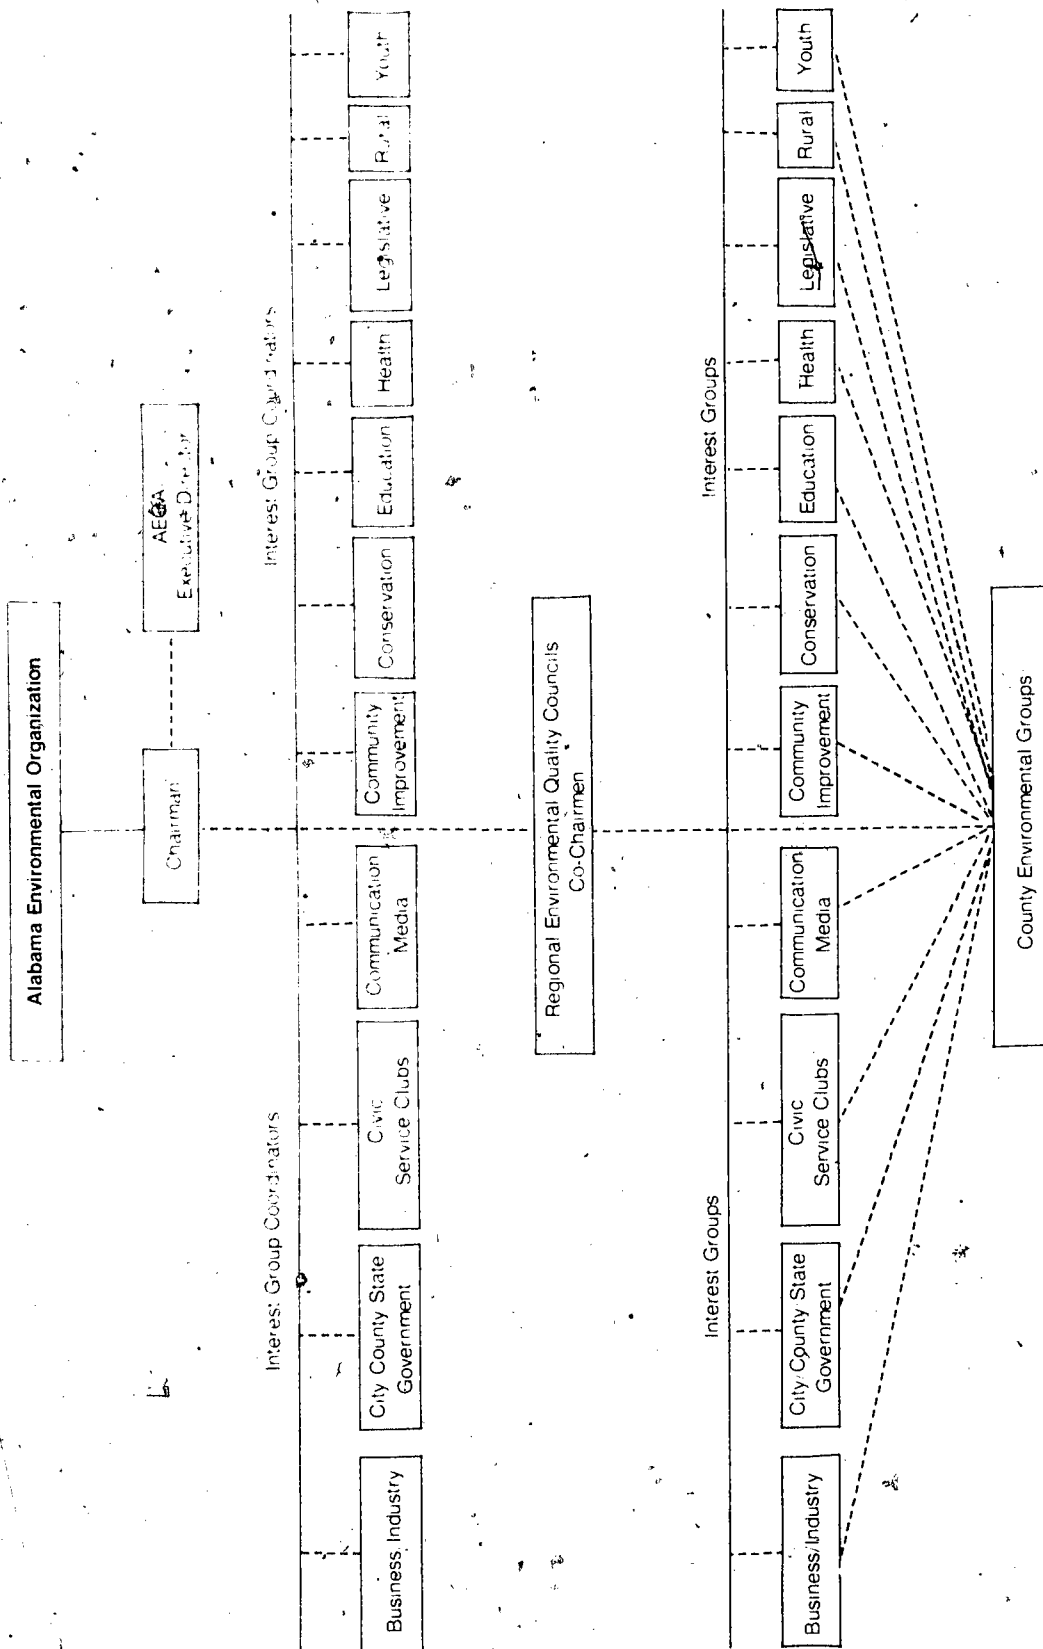 Alabama Environmental Organization
Chairman
AEQA
Executive Director
Interest Group Coordinators
Interest Group Coordinators
Business/Industry
City County State
Government
Civic
Service Clubs
Communication
Media
Community
Improvement
Conservation
Education
Health
Legislative
Rural
Youth
Regional Environmental Quality Councils
Co-Chairmen
Interest Groups
Interest Groups
Business/Industry
City/County/State
Government
Civic
Service Clubs
Communication
Media
Community
Improvement
Conservation
Education
Health
Legislative
Rural
Youth
County Environmental Groups